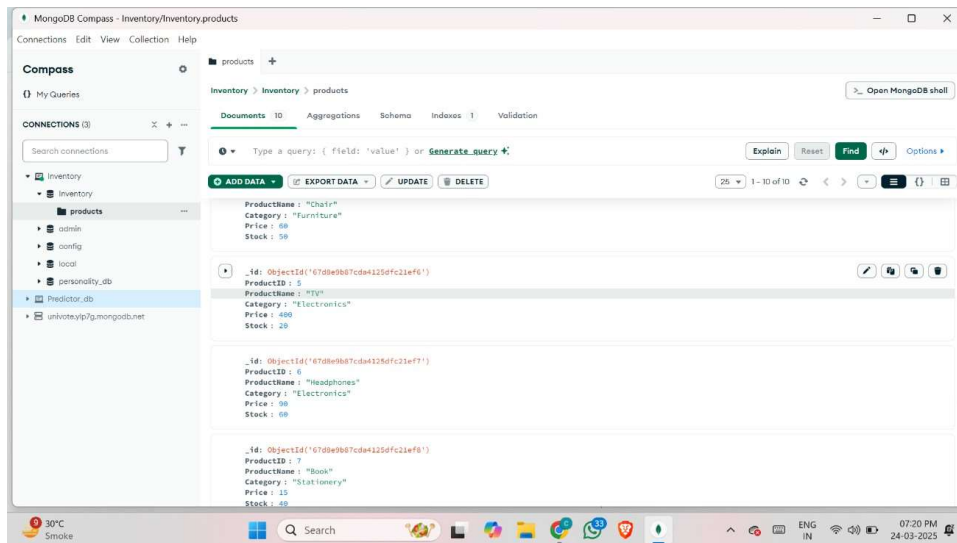 MongoDB Compass - Inventory/Inventory.products
Connections Edit View Collection Help
Compass
{} My Queries
CONNECTIONS (3)
Search connections
Inventory
Inventory
products
admin
config
local
personality_db
Predictor_db
univote.ylp7g.mongodb.net
products +
Inventory > Inventory > products
>_ Open MongoDB shell
Documents 10 Aggregations Schema Indexes 1 Validation
Type a query: { field: 'value' } or Generate query
Explain Reset Find </> Options
ADD DATA EXPORT DATA UPDATE DELETE
25 1 - 10 of 10
ProductName : "Chair"
Category : "Furniture"
Price : 60
Stock : 50
_id: ObjectId('67d8e9b87cda4125dfc21ef6')
ProductID : 5
ProductName : "TV"
Category : "Electronics"
Price : 400
Stock : 20
_id: ObjectId('67d8e9b87cda4125dfc21ef7')
ProductID : 6
ProductName : "Headphones"
Category : "Electronics"
Price : 90
Stock : 60
_id: ObjectId('67d8e9b87cda4125dfc21ef8')
ProductID : 7
ProductName : "Book"
Category : "Stationery"
Price : 15
Stock : 40
9
30°C
Smoke
Search
33
ENG
IN
07:20 PM
24-03-2025